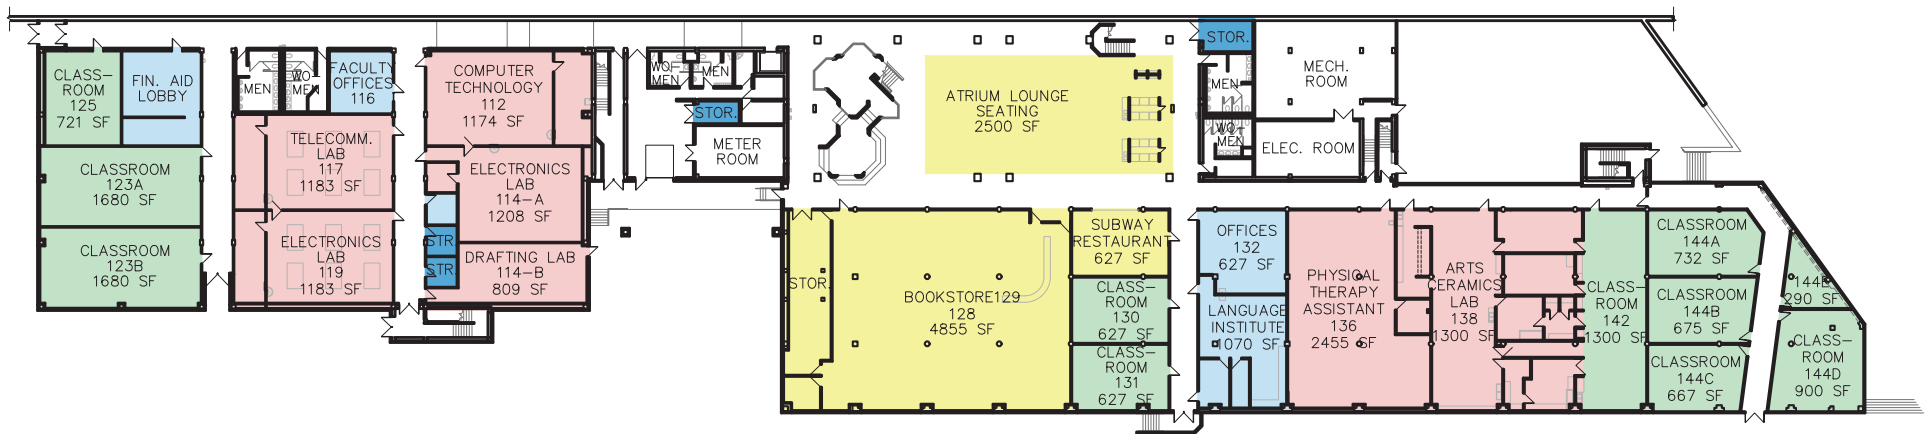 CLASS-
ROOM
125
721 SF
FIN. AID
LOBBY
CLASSROOM
123A
1680 SF
CLASSROOM
123B
1680 SF
MEN
WO-
MEN
FACULTY
OFFICES
116
TELECOMM.
LAB
117
1183 SF
ELECTRONICS
LAB
119
1183 SF
COMPUTER
TECHNOLOGY
112
1174 SF
ELECTRONICS
LAB
114-A
1208 SF
STR.
STR.
DRAFTING LAB
114-B
809 SF
WO-
MEN
MEN
STOR.
METER
ROOM
ATRIUM LOUNGE
SEATING
2500 SF
STOR.
MEN
WO-
MEN
MECH.
ROOM
ELEC. ROOM
STOR.
BOOKSTORE129
128
4855 SF
SUBWAY
RESTAURANT
627 SF
CLASS-
ROOM
130
627 SF
CLASS-
ROOM
131
627 SF
OFFICES
132
627 SF
LANGUAGE
INSTITUTE
1070 SF
PHYSICAL
THERAPY
ASSISTANT
136
2455 SF
ARTS
CERAMICS
LAB
138
1300 SF
CLASS-
ROOM
142
1300 SF
CLASSROOM
144A
732 SF
CLASSROOM
144B
675 SF
CLASSROOM
144C
667 SF
144E
290 SF
CLASS-
ROOM
144D
900 SF